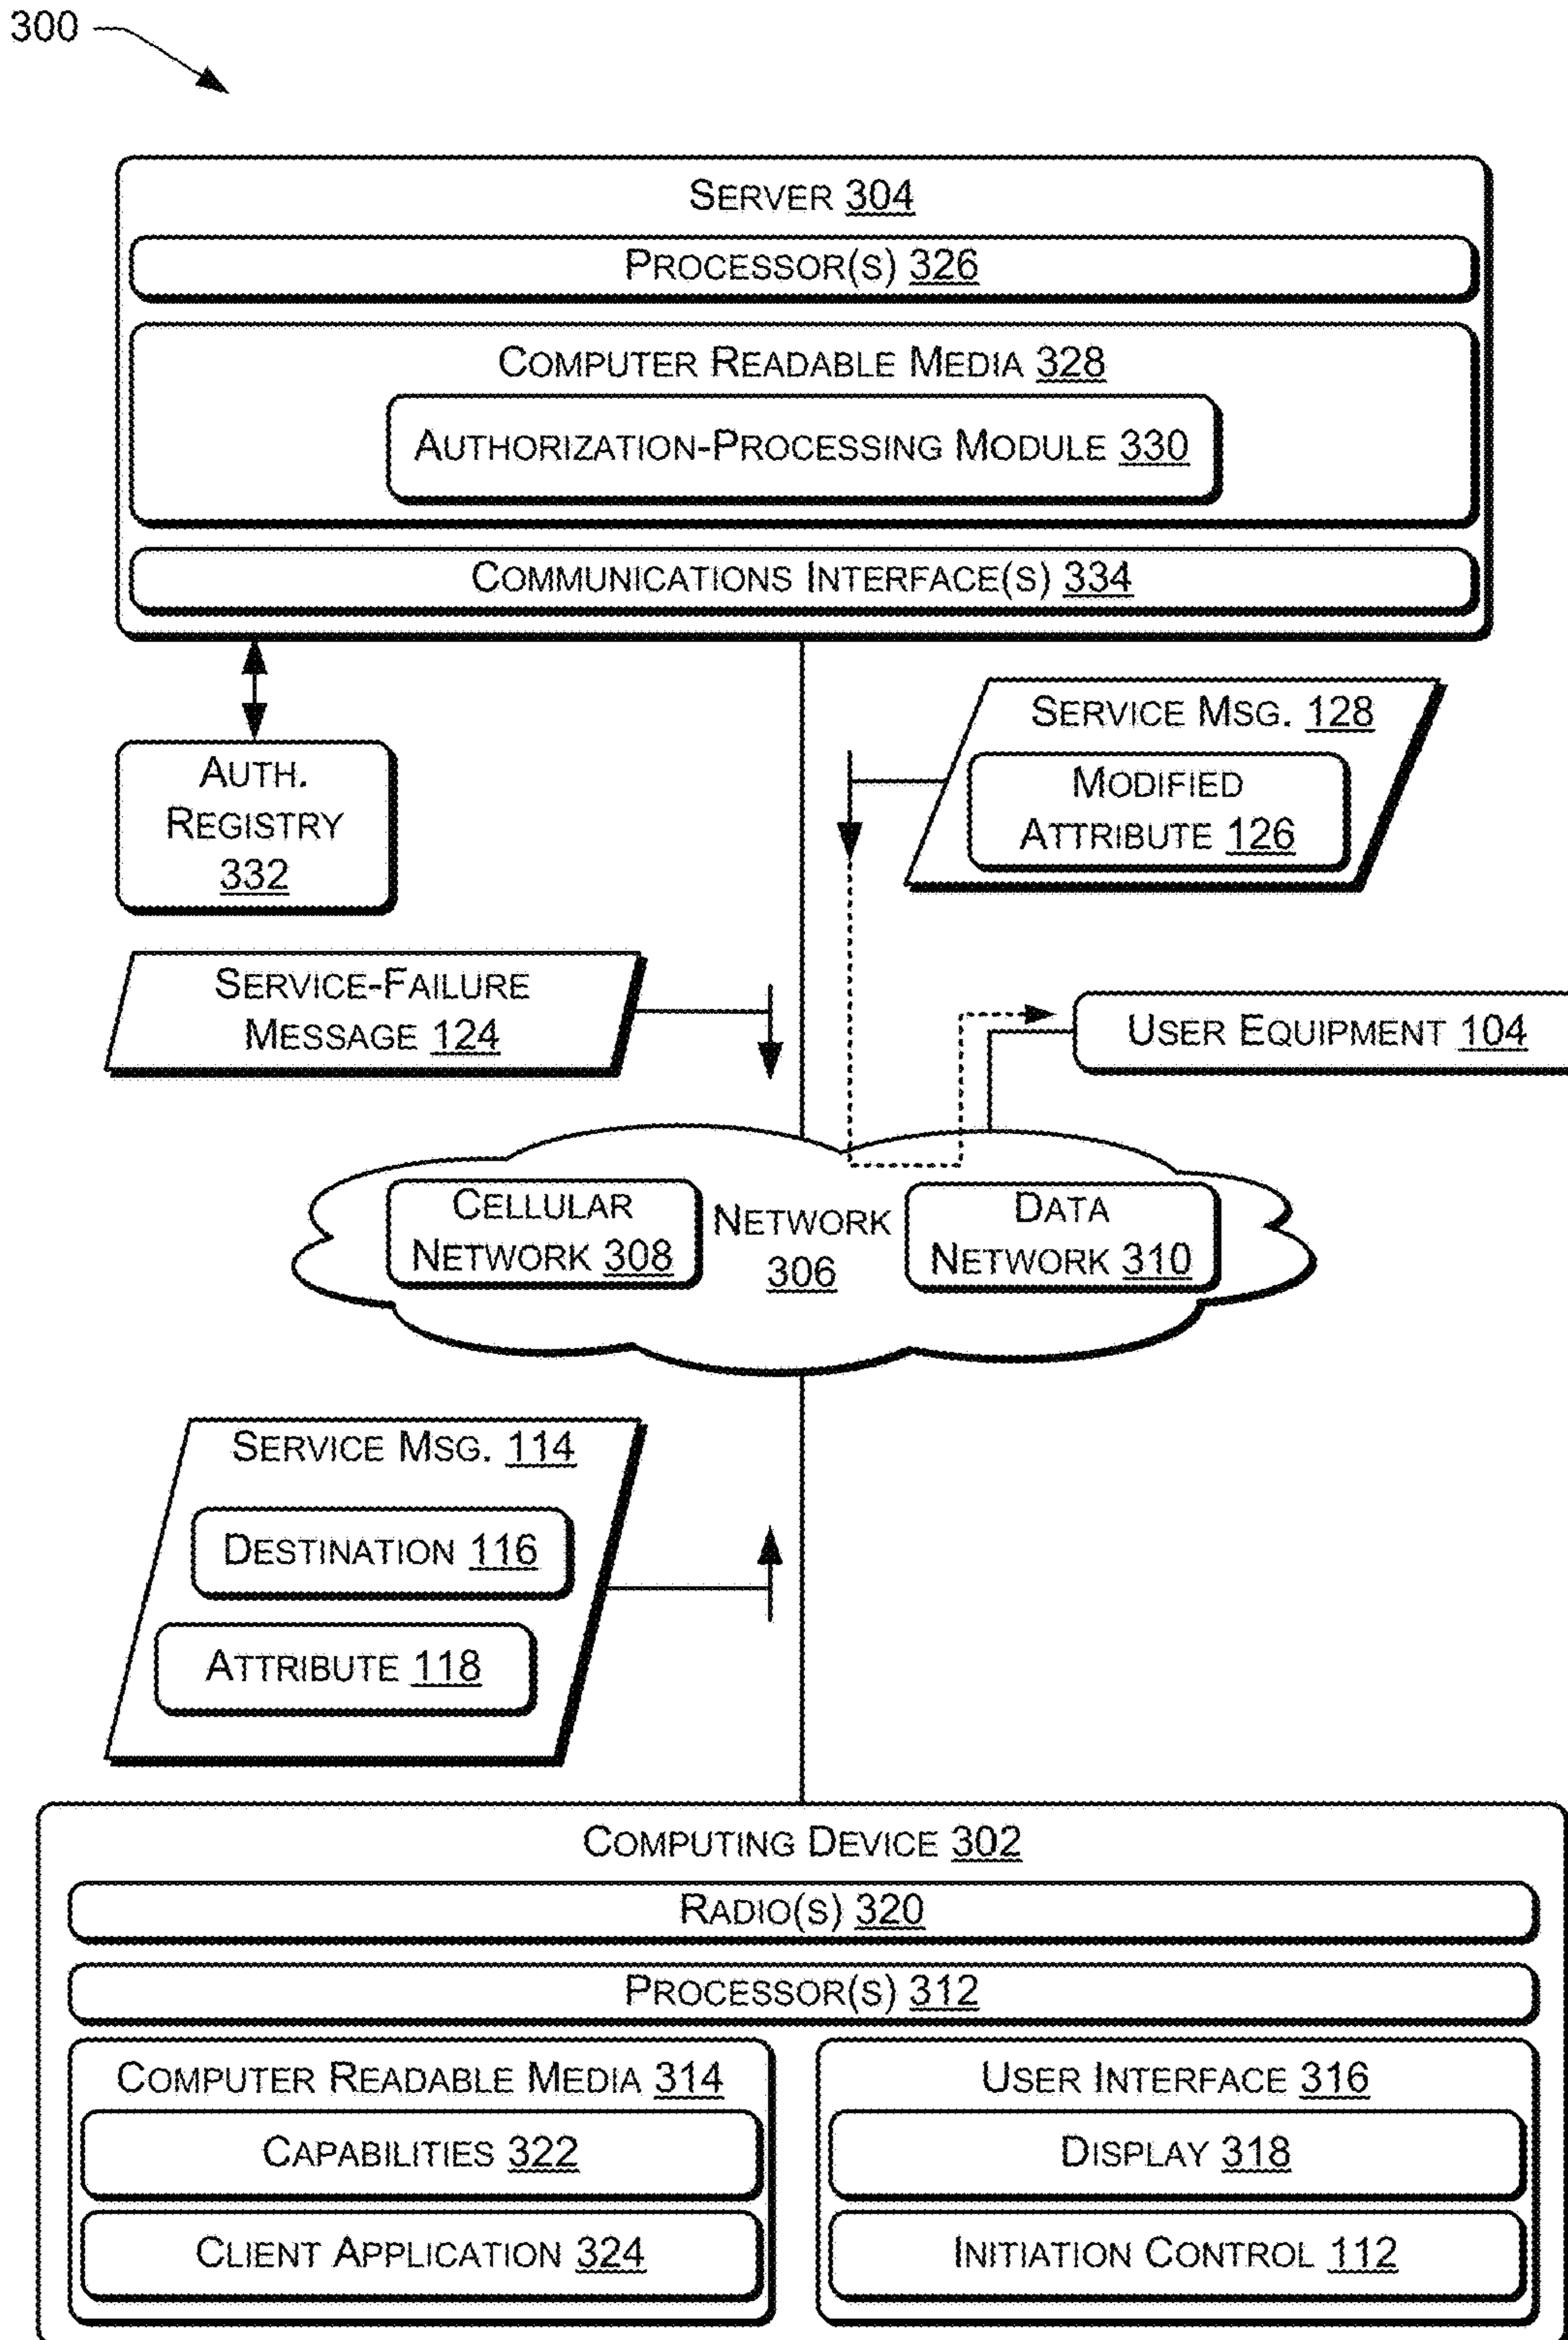 300
SERVER 304
PROCESSOR(S) 326
COMPUTER READABLE MEDIA 328
AUTHORIZATION-PROCESSING MODULE 330
COMMUNICATIONS INTERFACE(S) 334
SERVICE MSG. 128
MODIFIED
ATTRIBUTE 126
AUTH.
REGISTRY
332
SERVICE-FAILURE
MESSAGE 124
USER EQUIPMENT 104
CELLULAR
NETWORK 308
NETWORK
306
DATA
NETWORK 310
SERVICE MSG. 114
DESTINATION 116
ATTRIBUTE 118
COMPUTING DEVICE 302
RADIO(S) 320
PROCESSOR(S) 312
COMPUTER READABLE MEDIA 314
CAPABILITIES 322
CLIENT APPLICATION 324
USER INTERFACE 316
DISPLAY 318
INITIATION CONTROL 112